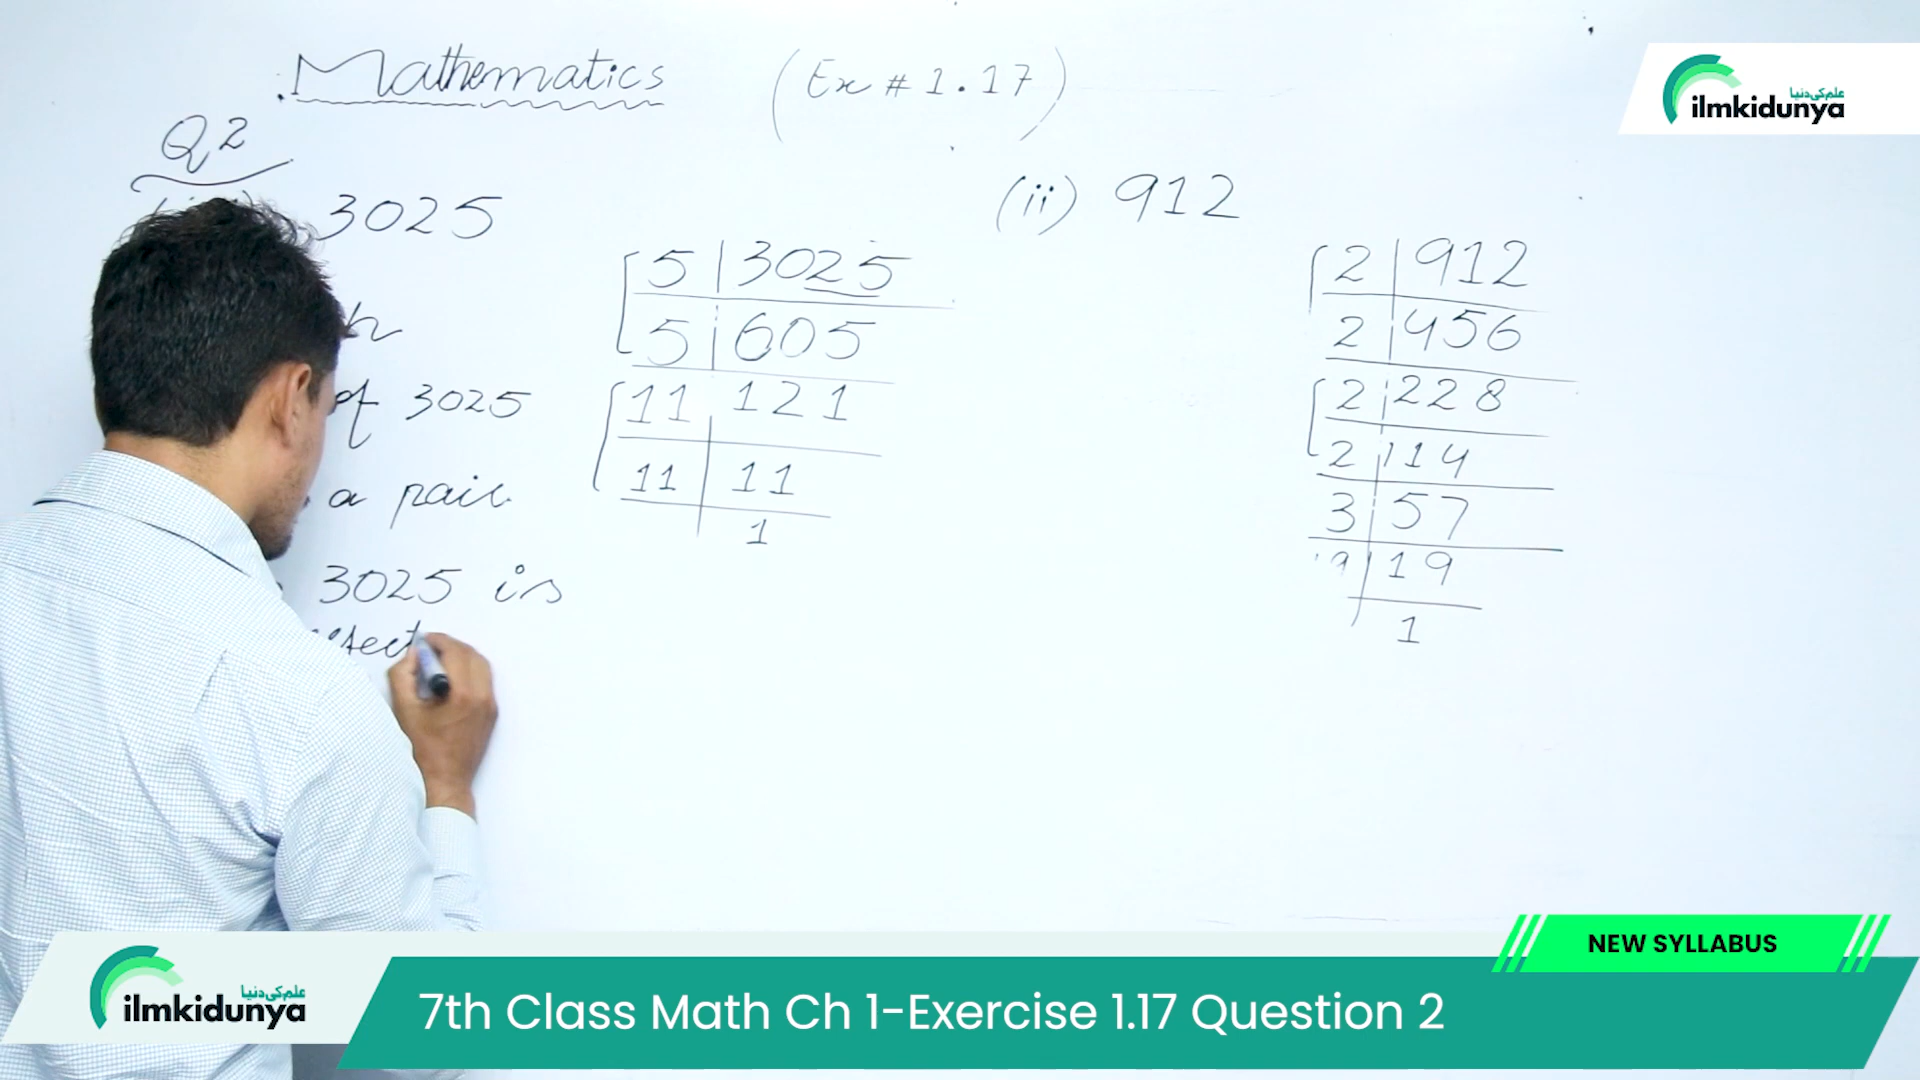 Mathematics (Ex # 1.17)
علم کی دنیا
ilmkidunya
Q2
3025
of 3025
a pair
3025 is
5 3025
5 605
11 121
11 11
1
(ii) 912
2 912
2 456
2 228
2 114
3 57
19
1
NEW SYLLABUS
علم کی دنیا
ilmkidunya
7th Class Math Ch 1-Exercise 1.17 Question 2